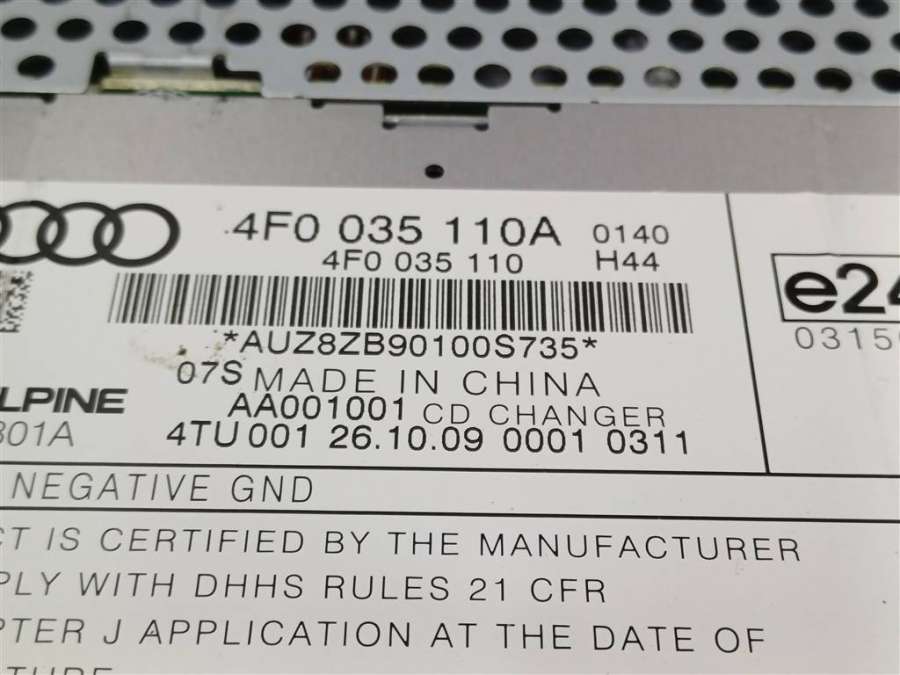 4F0 035 110A 0140
4F0 035 110 H44
*AUZ8ZB90100S735*
07S MADE IN CHINA
LPINE AA001001 CD CHANGER
801A 4TU 001 26.10.09 0001 0311
e24
0315
NEGATIVE GND
CT IS CERTIFIED BY THE MANUFACTURER
PLY WITH DHHS RULES 21 CFR
PTER J APPLICATION AT THE DATE OF